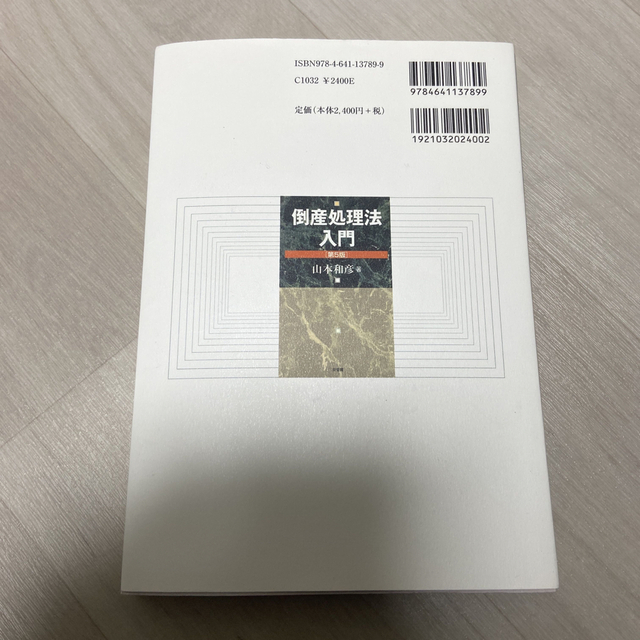 ISBN978-4-641-13789-9
C1032 ¥2400E
定価(本体2,400円+税)
9784641137899
1921032024002
倒産処理法
入門
[第5版]
山本和彦 著